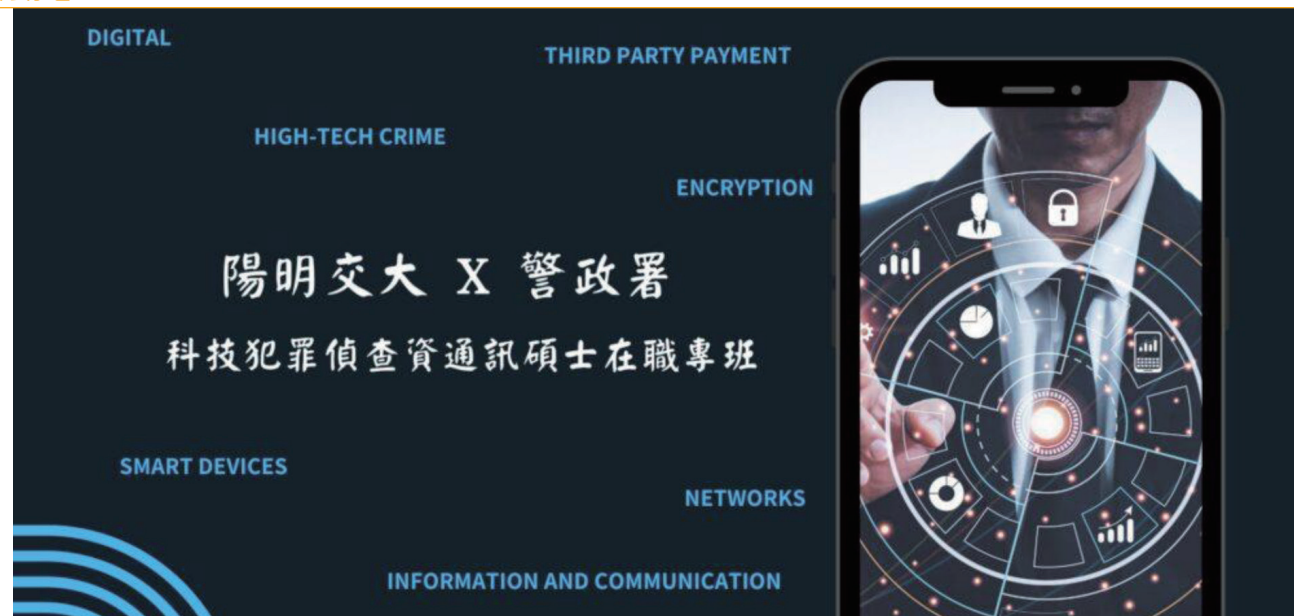 DIGITAL
THIRD PARTY PAYMENT
HIGH-TECH CRIME
ENCRYPTION
陽明交大 X 警政署
科技犯罪偵查資通訊碩士在職專班
SMART DEVICES
NETWORKS
INFORMATION AND COMMUNICATION